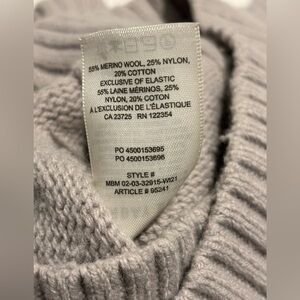 55% MERINO WOOL, 25% NYLON,
20% COTTON
EXCLUSIVE OF ELASTIC
55% LAINE MÉRINOS, 25%
NYLON, 20% COTON
A L'EXCLUSION DE L'ÉLASTIQUE
CA 23725 RN 122354
PO 4500153695
PO 4500153696
STYLE #
MBM 02-03-32915-WI21
ARTICLE # 95241